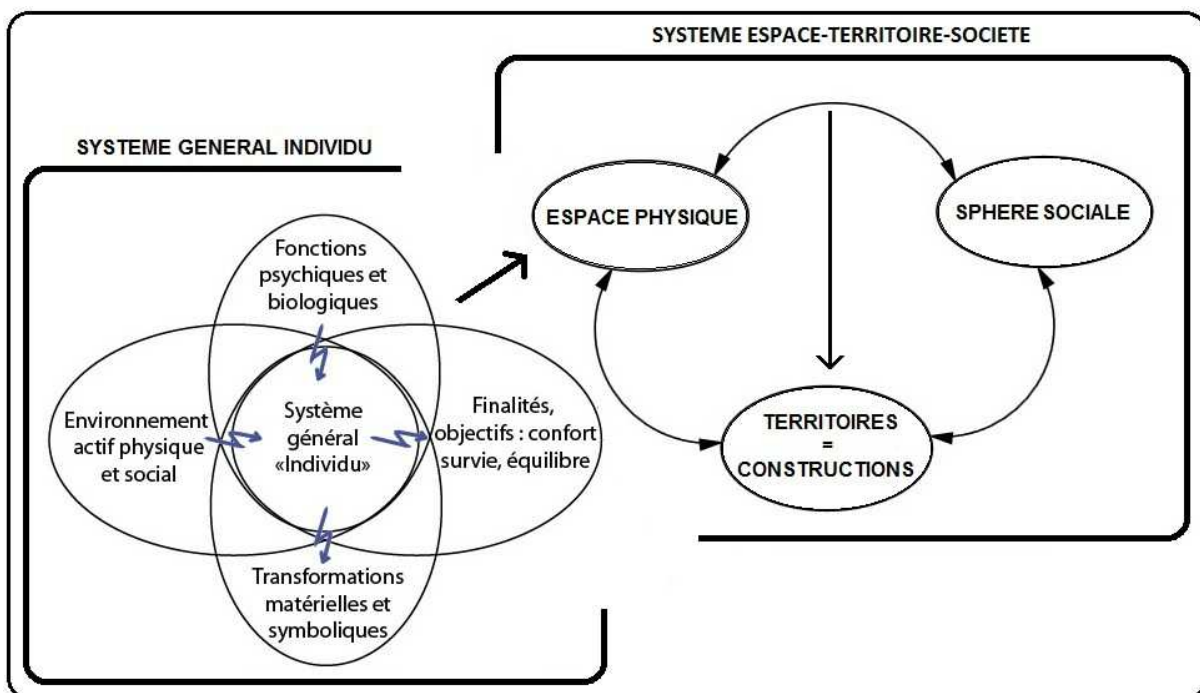 SYSTEME ESPACE-TERRITOIRE-SOCIETE
SYSTEME GENERAL INDIVIDU
ESPACE PHYSIQUE
SPHERE SOCIALE
TERRITOIRES
=
CONSTRUCTIONS
Fonctions
psychiques et
biologiques
Environnement
actif physique
et social
Système
général
«Individu»
Finalités,
objectifs : confort
survie, équilibre
Transformations
matérielles et
symboliques